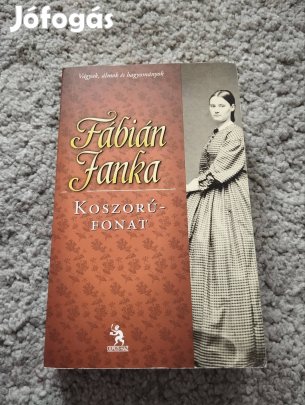 Jófogás
Vágyak, álmok és hagyományok
Fábián
Janka
KOSZORÚ-
FONAT